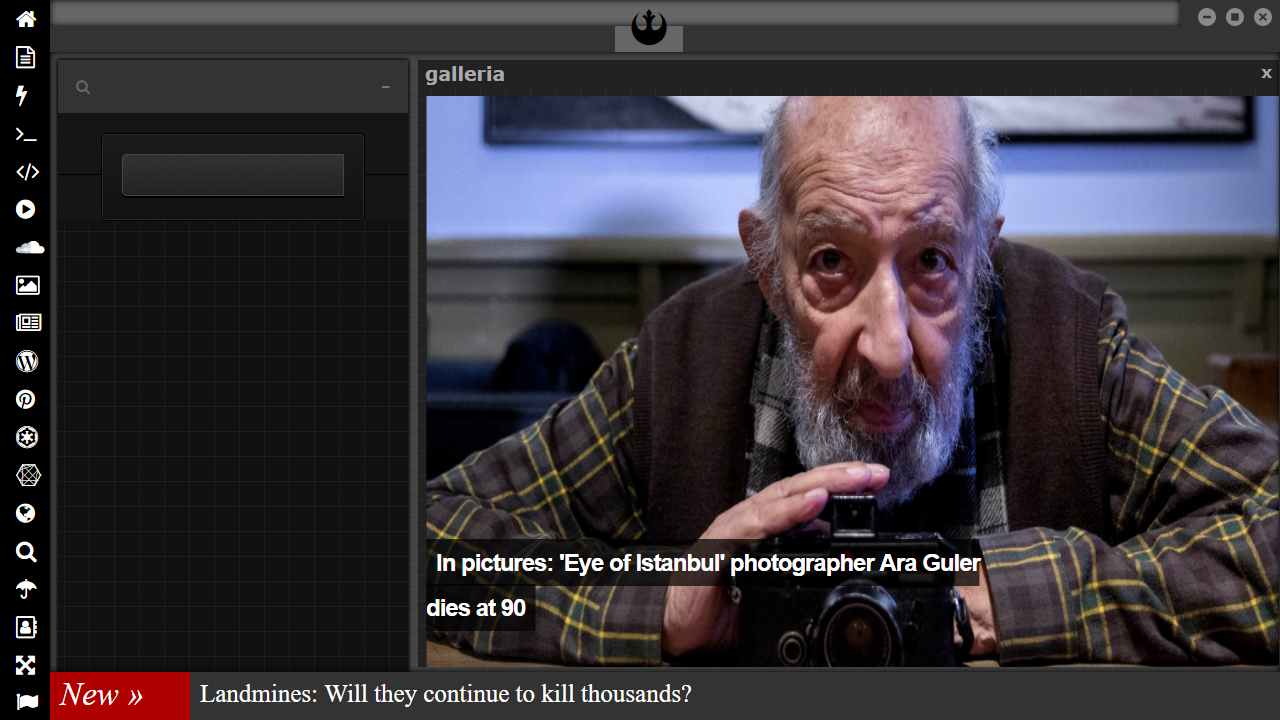 galleria
x
In pictures: 'Eye of Istanbul' photographer Ara Guler
dies at 90
New » Landmines: Will they continue to kill thousands?